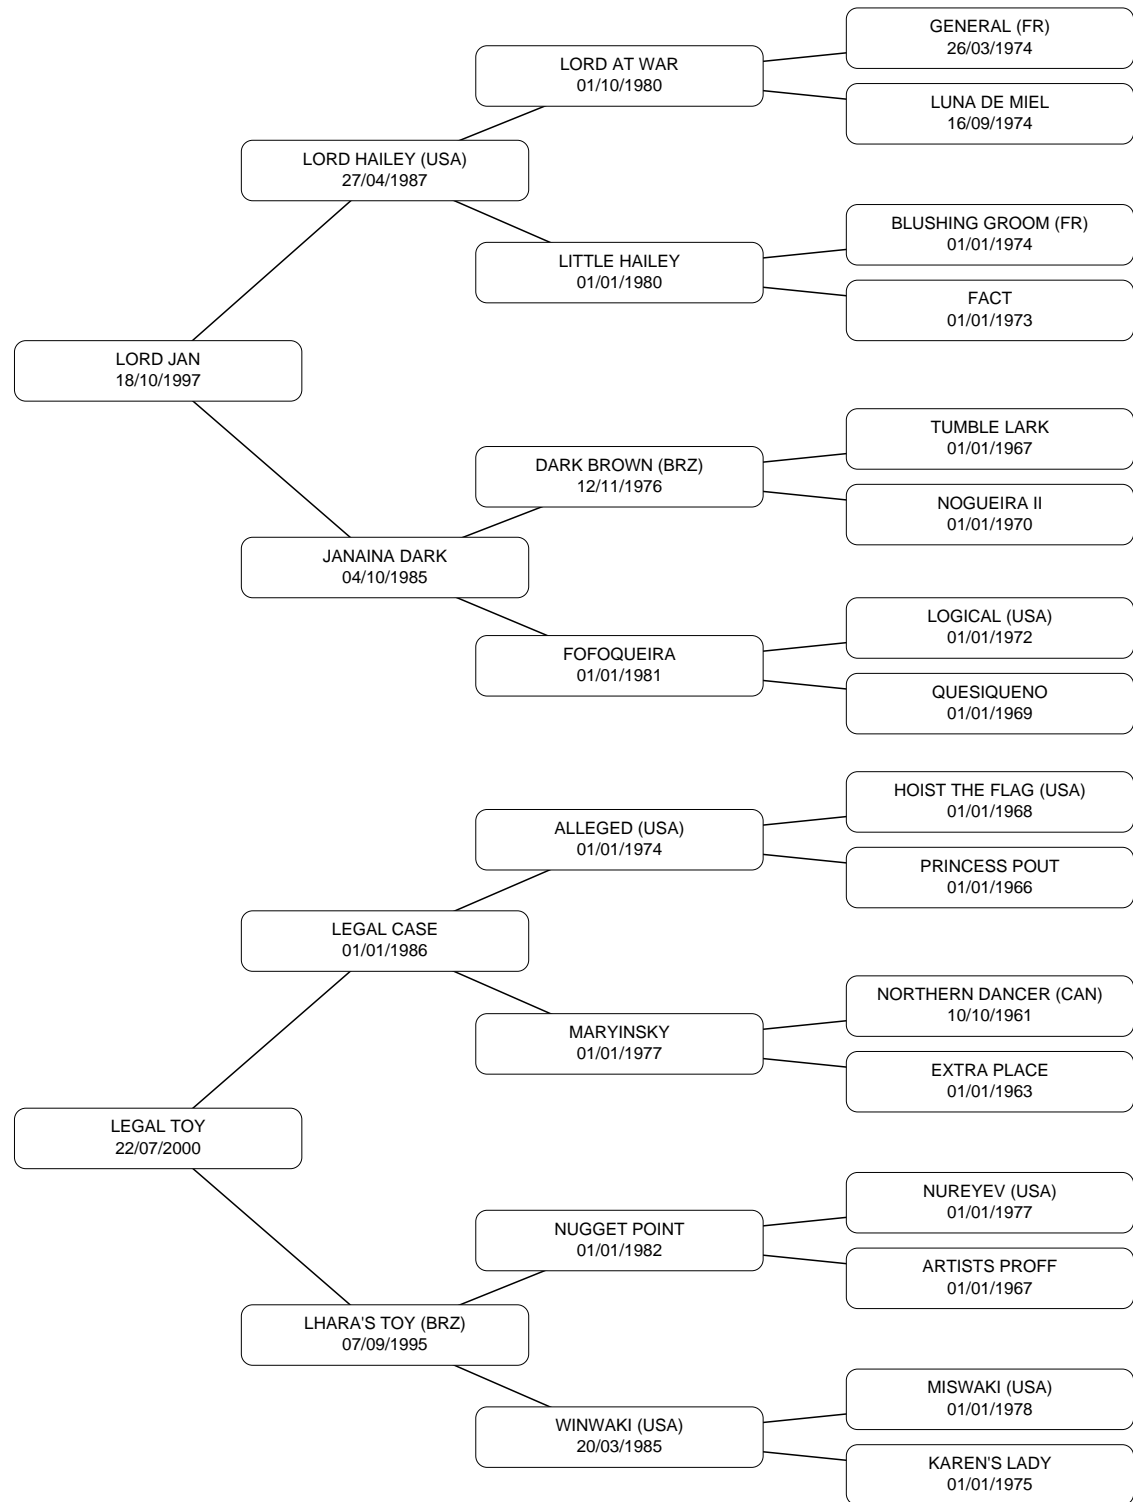 GENERAL (FR)
26/03/1974
LORD AT WAR
01/10/1980
LUNA DE MIEL
16/09/1974
LORD HAILEY (USA)
27/04/1987
BLUSHING GROOM (FR)
01/01/1974
LITTLE HAILEY
01/01/1980
FACT
01/01/1973
LORD JAN
18/10/1997
TUMBLE LARK
01/01/1967
DARK BROWN (BRZ)
12/11/1976
NOGUEIRA II
01/01/1970
JANAINA DARK
04/10/1985
LOGICAL (USA)
01/01/1972
FOFOQUEIRA
01/01/1981
QUESIQUENO
01/01/1969
HOIST THE FLAG (USA)
01/01/1968
ALLEGED (USA)
01/01/1974
PRINCESS POUT
01/01/1966
LEGAL CASE
01/01/1986
NORTHERN DANCER (CAN)
10/10/1961
MARYINSKY
01/01/1977
EXTRA PLACE
01/01/1963
LEGAL TOY
22/07/2000
NUREYEV (USA)
01/01/1977
NUGGET POINT
01/01/1982
ARTISTS PROFF
01/01/1967
LHARA'S TOY (BRZ)
07/09/1995
MISWAKI (USA)
01/01/1978
WINWAKI (USA)
20/03/1985
KAREN'S LADY
01/01/1975